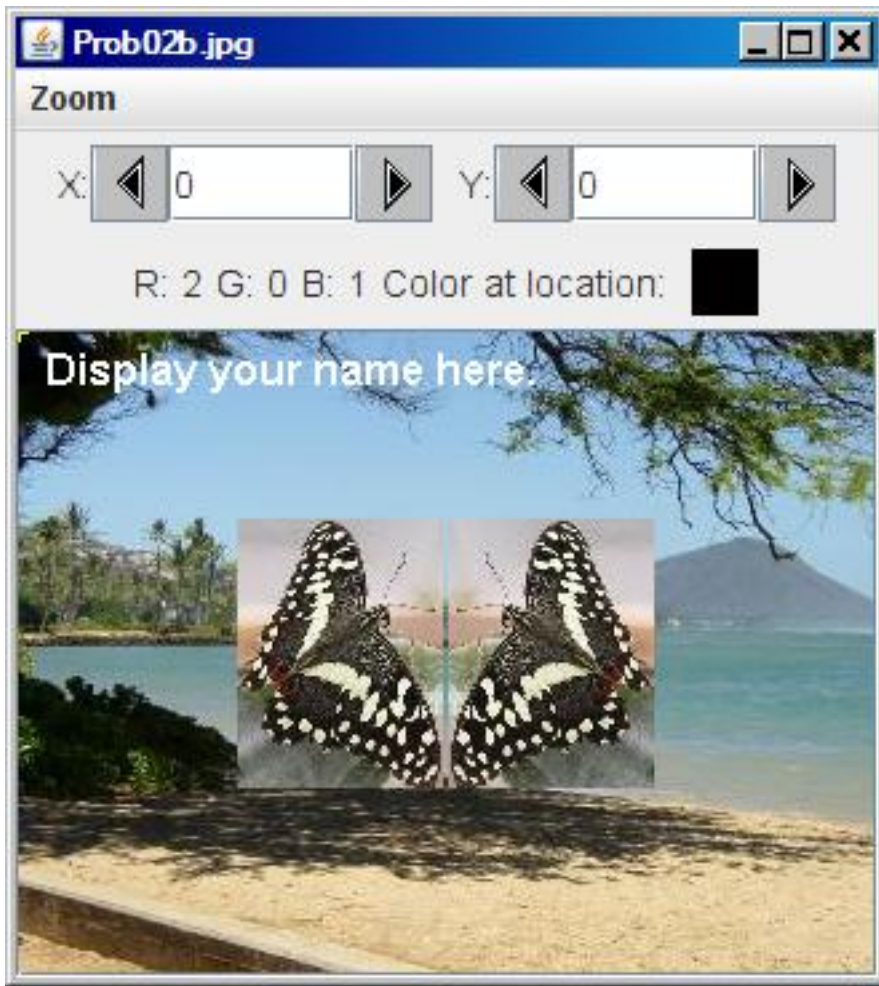 Prob02b.jpg
Zoom
X: 0 Y: 0
R: 2 G: 0 B: 1 Color at location:
Display your name here.